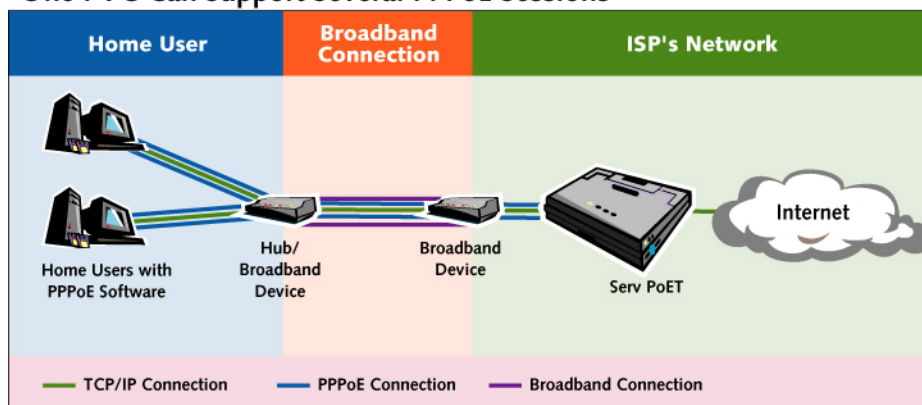 Home User
Broadband
Connection
ISP's Network
Internet
Home Users with
PPPoE Software
Hub/
Broadband
Device
Broadband
Device
Serv PoET
TCP/IP Connection
PPPoE Connection
Broadband Connection